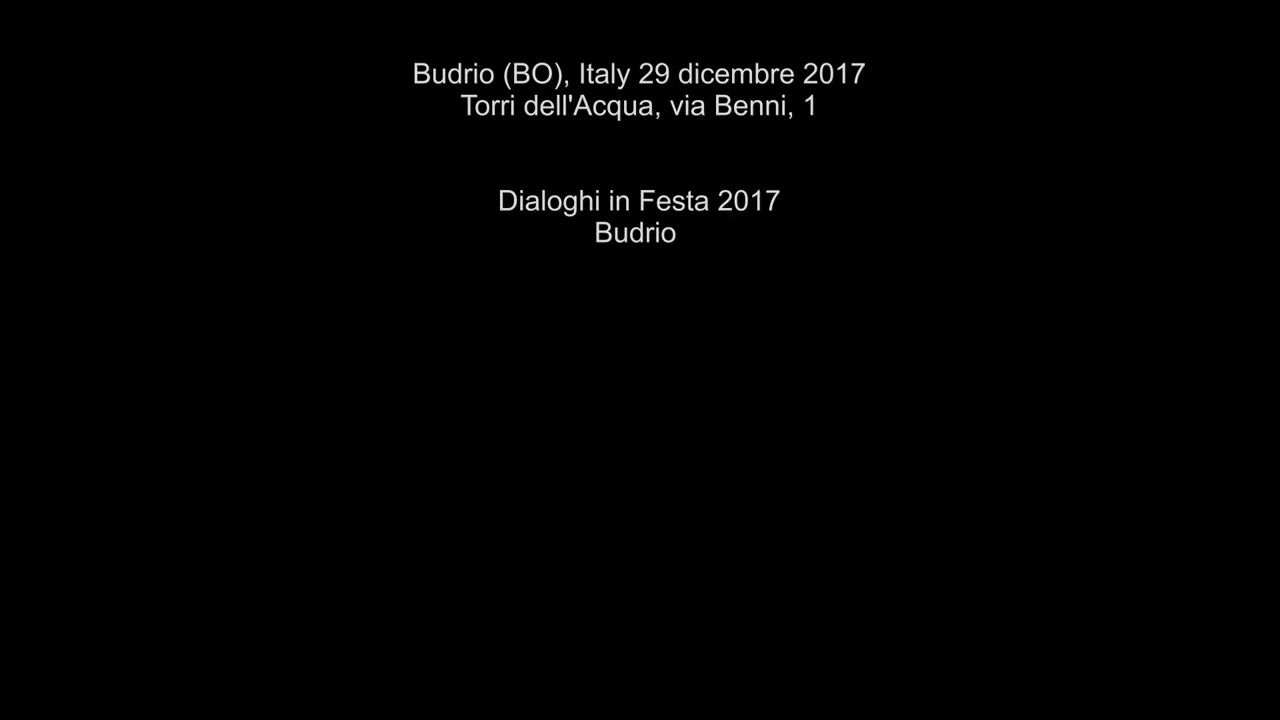 Budrio (BO), Italy 29 dicembre 2017
Torri dell'Acqua, via Benni, 1
Dialoghi in Festa 2017
Budrio